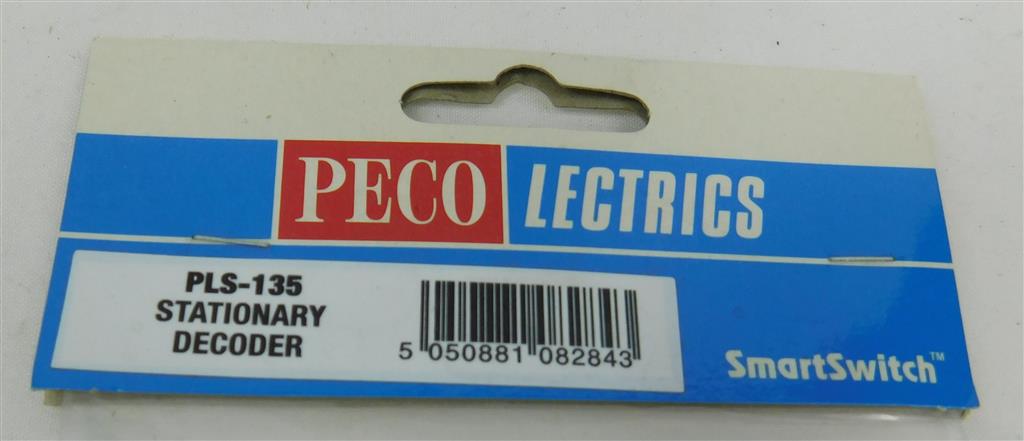 PECO LECTRICS
PLS-135
STATIONARY
DECODER
5 050881 082843
SmartSwitch™